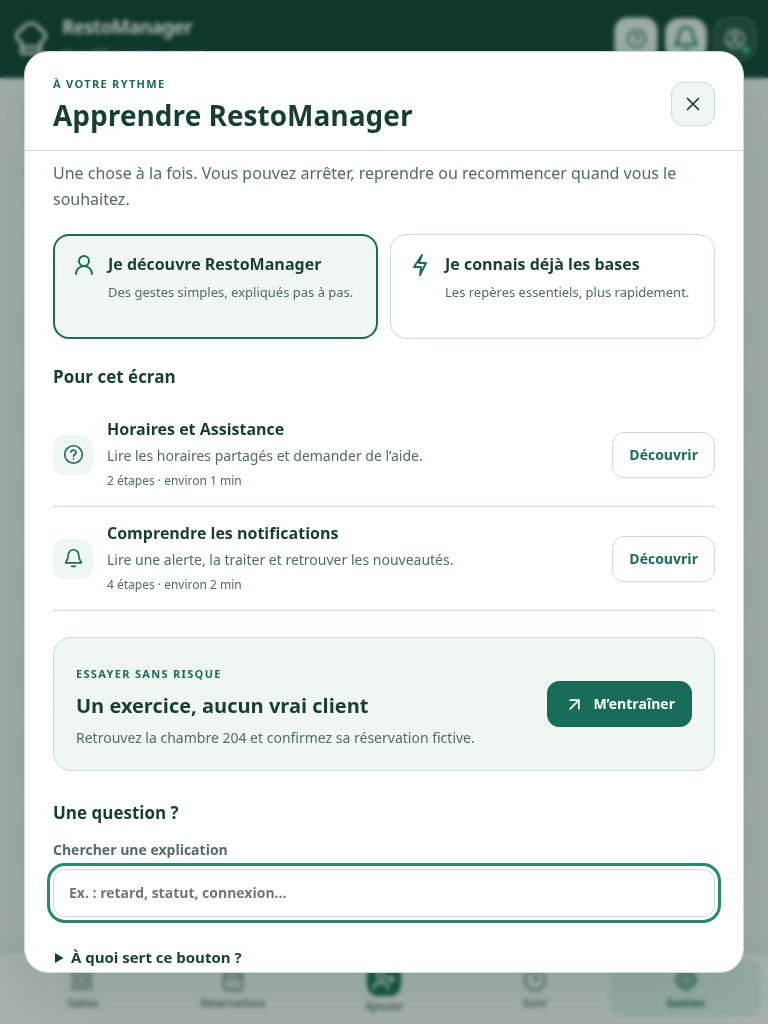 RestoManager
À VOTRE RYTHME
Apprendre RestoManager
Une chose à la fois. Vous pouvez arrêter, reprendre ou recommencer quand vous le
souhaitez.
Je découvre RestoManager
Des gestes simples, expliqués pas à pas.
Je connais déjà les bases
Les repères essentiels, plus rapidement.
Pour cet écran
Horaires et Assistance
Lire les horaires partagés et demander de l’aide.
2 étapes · environ 1 min
Découvrir
Comprendre les notifications
Lire une alerte, la traiter et retrouver les nouveautés.
4 étapes · environ 2 min
Découvrir
ESSAYER SANS RISQUE
Un exercice, aucun vrai client
Retrouvez la chambre 204 et confirmez sa réservation fictive.
M’entraîner
Une question ?
Chercher une explication
Ex. : retard, statut, connexion…
À quoi sert ce bouton ?
Tables
Réservations
Ajouter
Suivi
Gestion